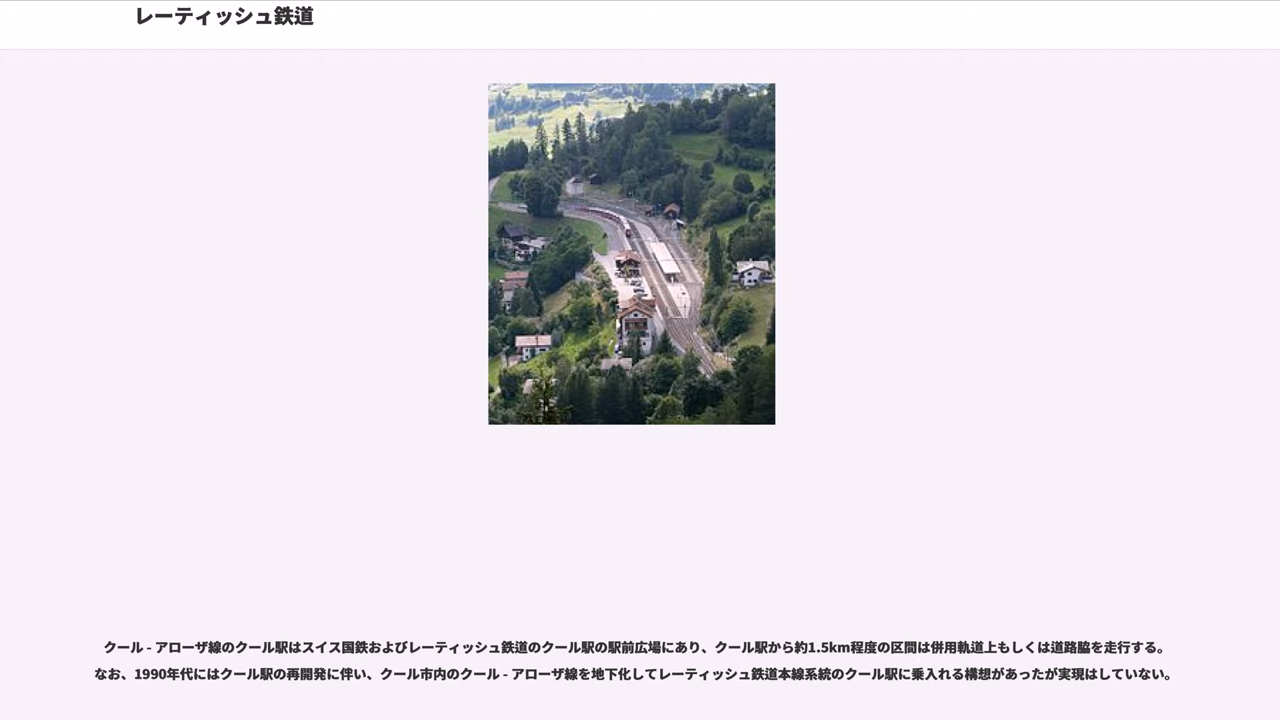 レーティッシュ鉄道
クール - アローザ線のクール駅はスイス国鉄およびレーティッシュ鉄道のクール駅の駅前広場にあり、クール駅から約1.5km程度の区間は併用軌道上もしくは道路脇を走行する。
なお、1990年代にはクール駅の再開発に伴い、クール市内のクール - アローザ線を地下化してレーティッシュ鉄道本線系統のクール駅に乗入れる構想があったが実現はしていない。